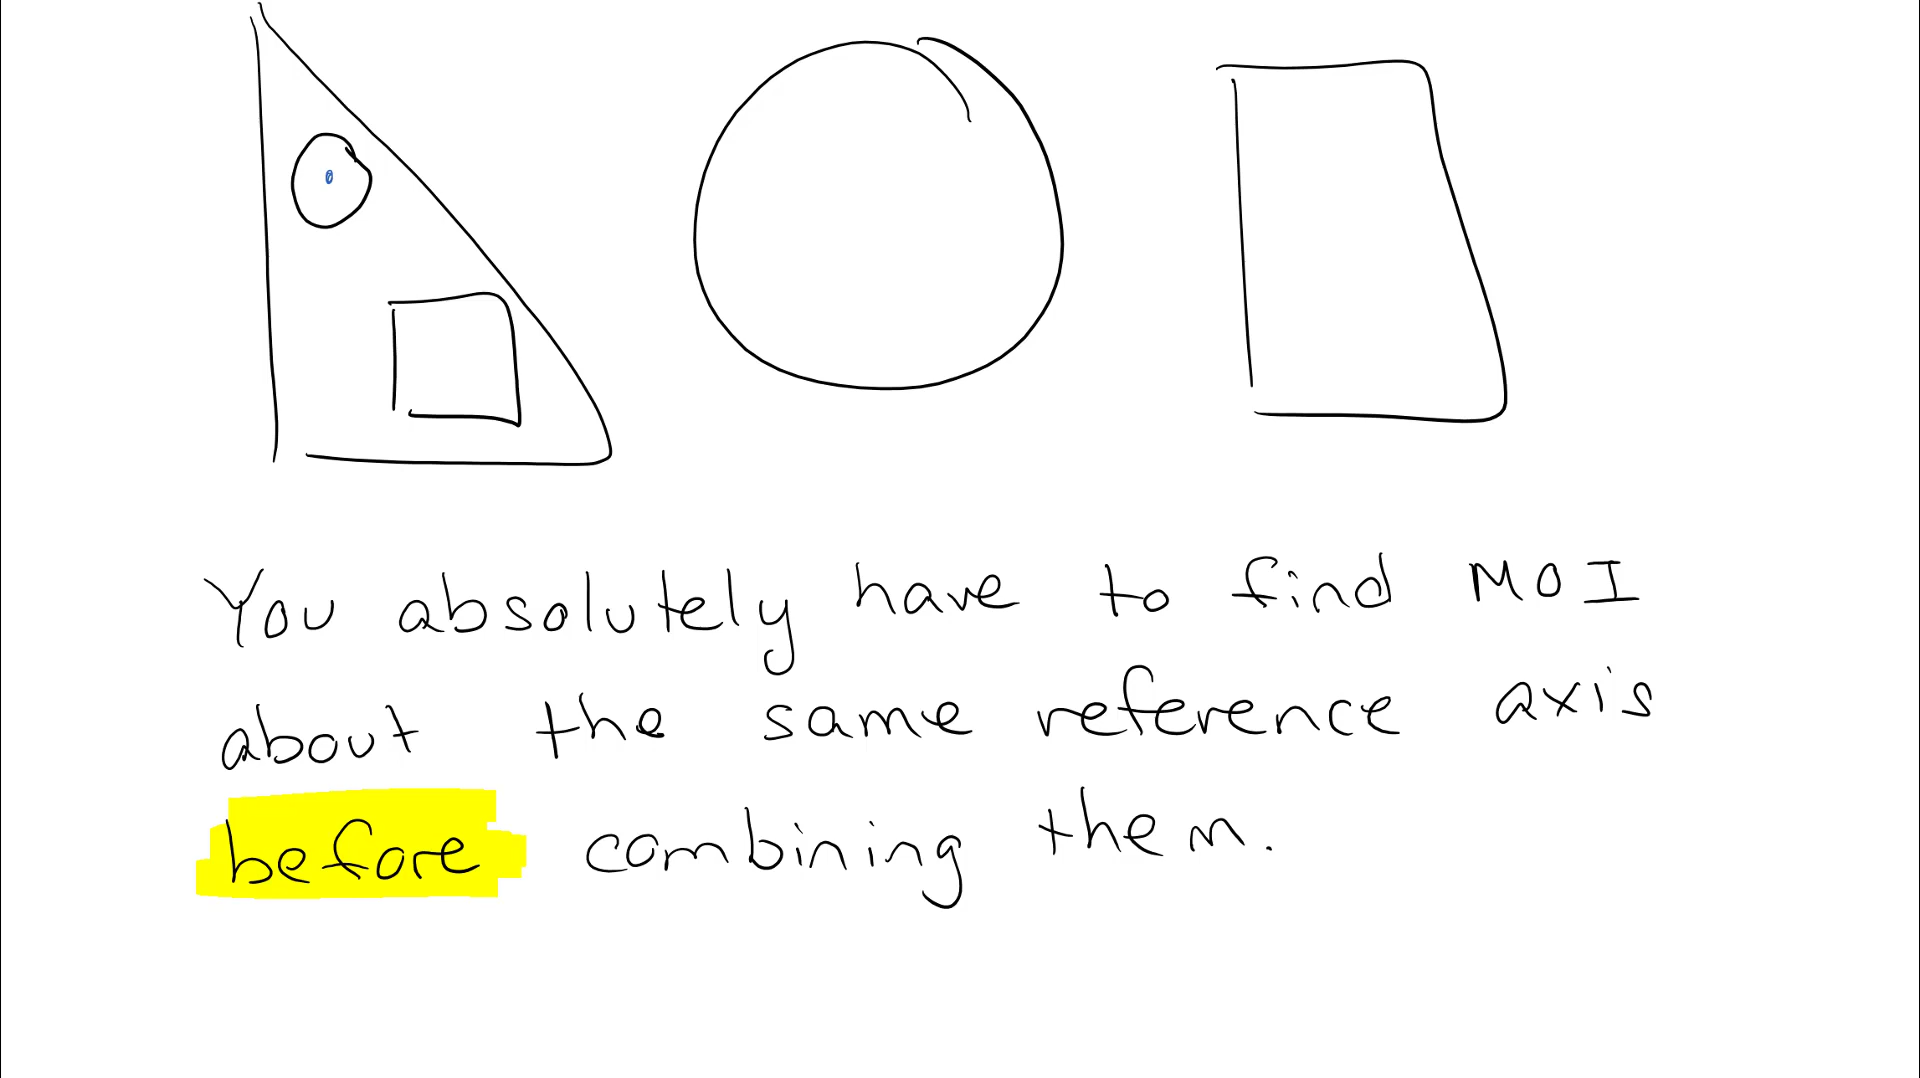 You absolutely have to find MOI
about the same reference axis
before combining them.